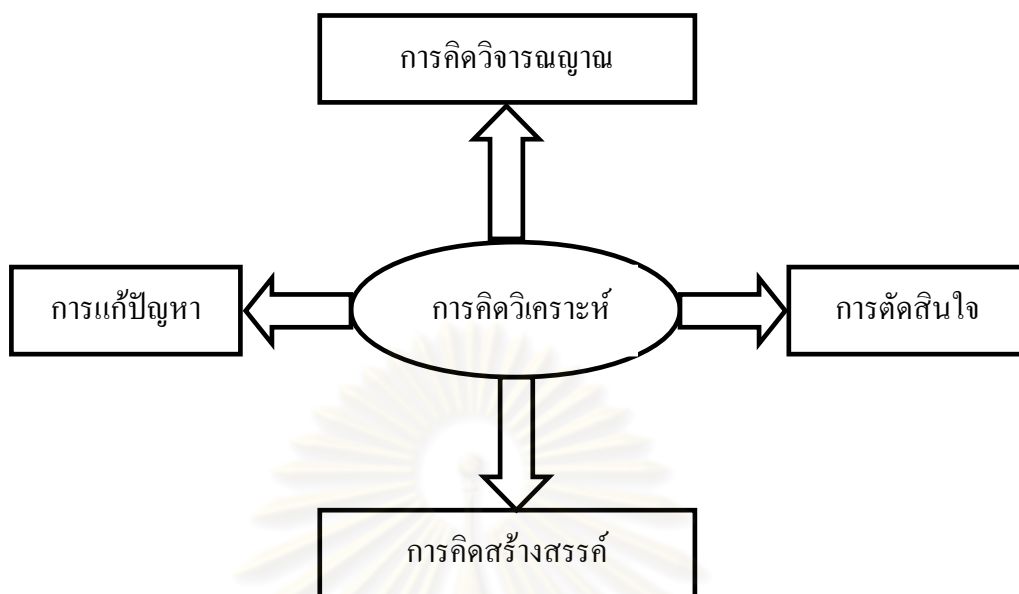 การคิดวิจารณญาณ
การแก้ปัญหา
การคิดวิเคราะห์
การตัดสินใจ
การคิดสร้างสรรค์